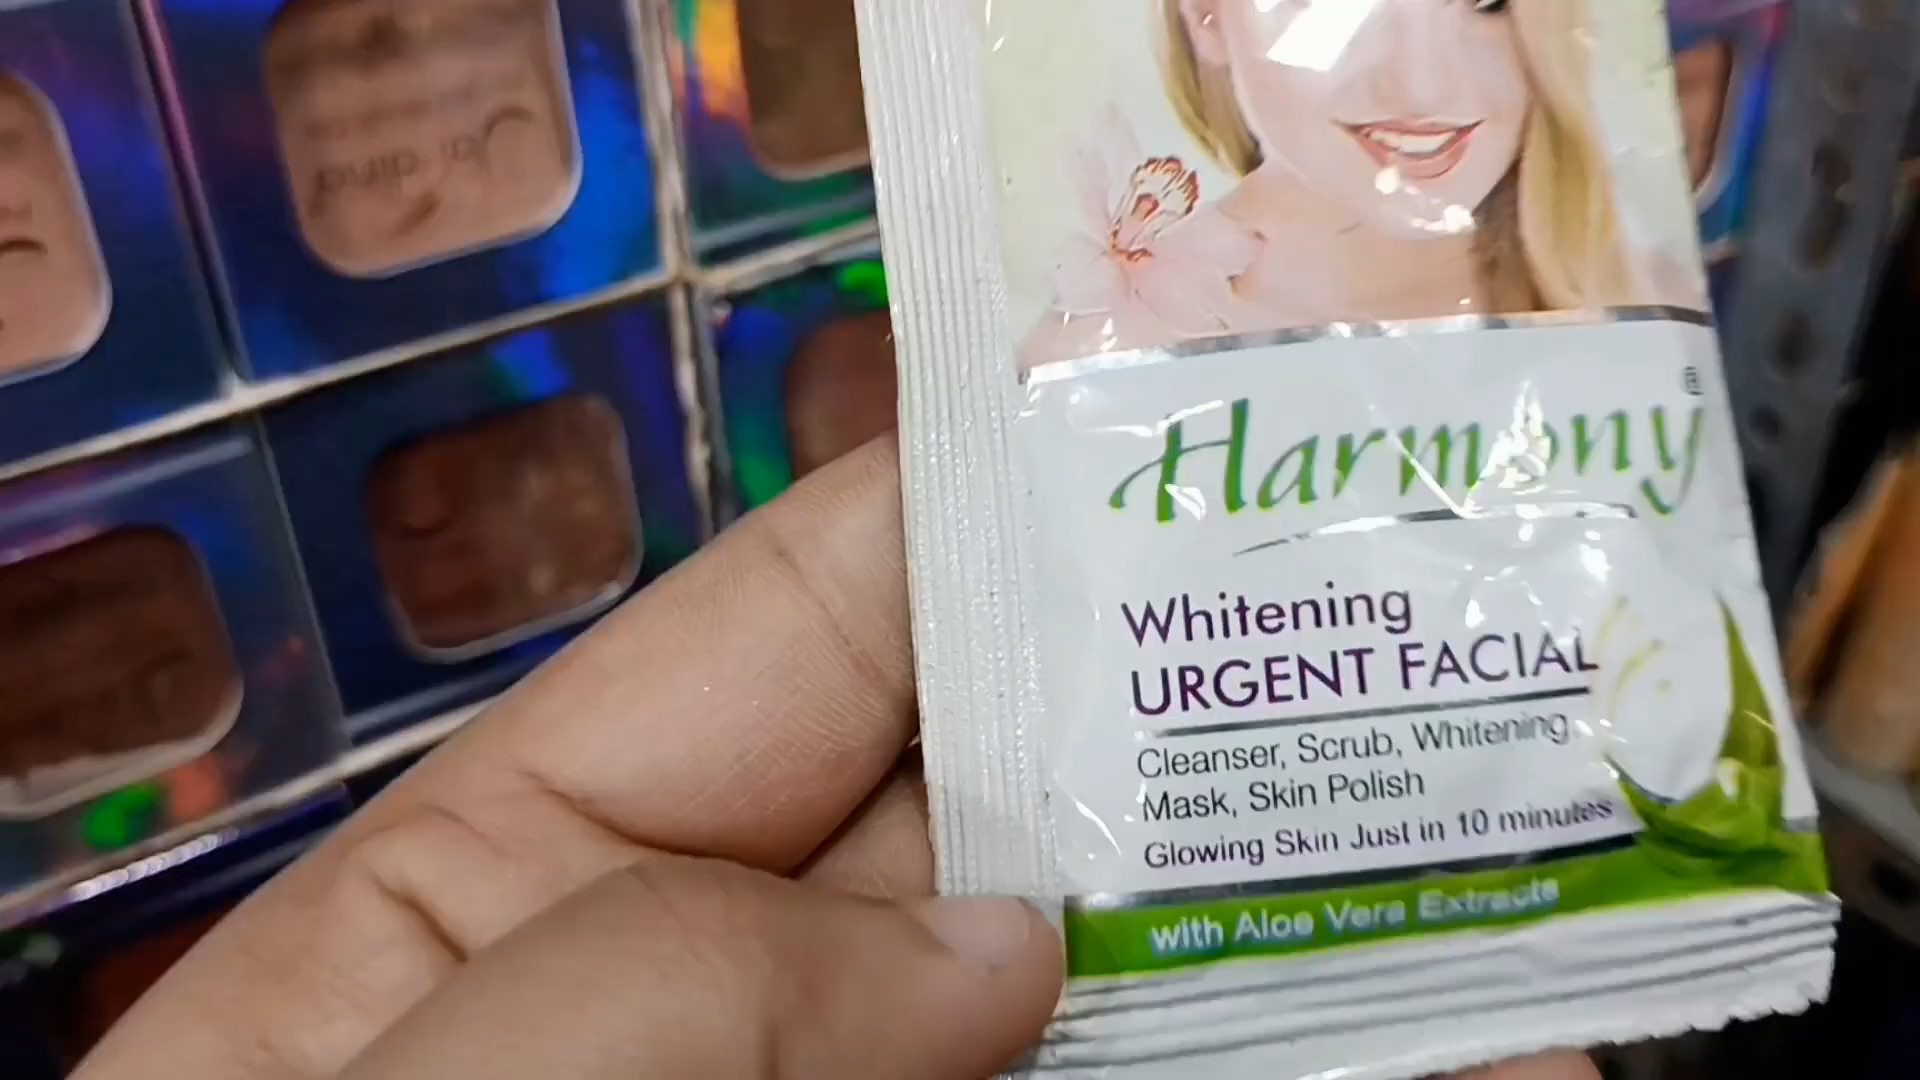 Harmony®
Whitening
URGENT FACIAL
Cleanser, Scrub, Whitening
Mask, Skin Polish
Glowing Skin Just in 10 minutes
with Aloe Vera Extracts